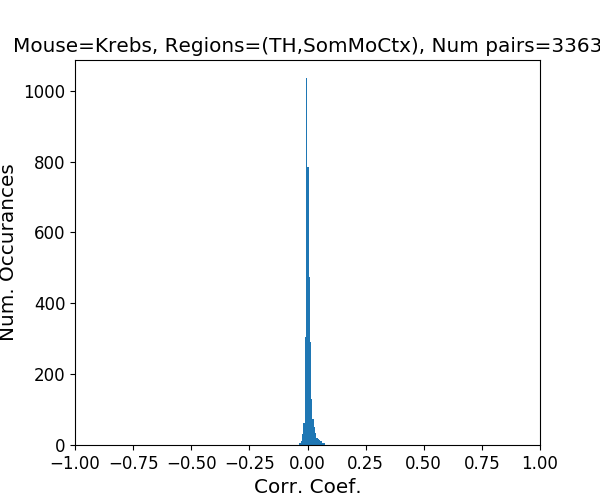 Mouse=Krebs, Regions=(TH,SomMoCtx), Num pairs=3363
Num. Occurances
1000
800
600
400
200
0
−1.00 −0.75 −0.50 −0.25 0.00 0.25 0.50 0.75 1.00
Corr. Coef.